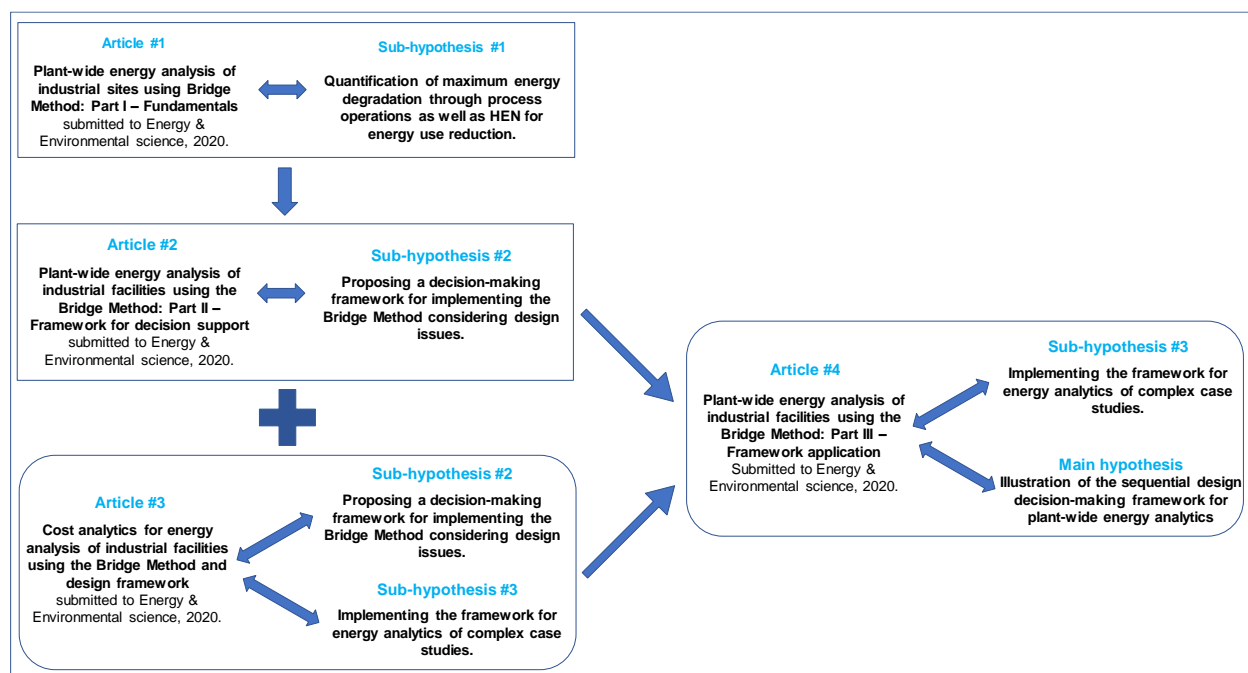 Article #1
Plant-wide energy analysis of
industrial sites using Bridge
Method: Part I – Fundamentals
submitted to Energy &
Environmental science, 2020.
Sub-hypothesis #1
Quantification of maximum energy
degradation through process
operations as well as HEN for
energy use reduction.
Article #2
Plant-wide energy analysis of
industrial facilities using the
Bridge Method: Part II –
Framework for decision support
submitted to Energy &
Environmental science, 2020.
Sub-hypothesis #2
Proposing a decision-making
framework for implementing the
Bridge Method considering design
issues.
Article #3
Cost analytics for energy
analysis of industrial facilities
using the Bridge Method and
design framework
submitted to Energy &
Environmental science, 2020.
Sub-hypothesis #2
Proposing a decision-making
framework for implementing the
Bridge Method considering design
issues.
Sub-hypothesis #3
Implementing the framework for
energy analytics of complex case
studies.
Article #4
Plant-wide energy analysis of
industrial facilities using the
Bridge Method: Part III –
Framework application
Submitted to Energy &
Environmental science, 2020.
Sub-hypothesis #3
Implementing the framework for
energy analytics of complex case
studies.
Main hypothesis
Illustration of the sequential design
decision-making framework for
plant-wide energy analytics